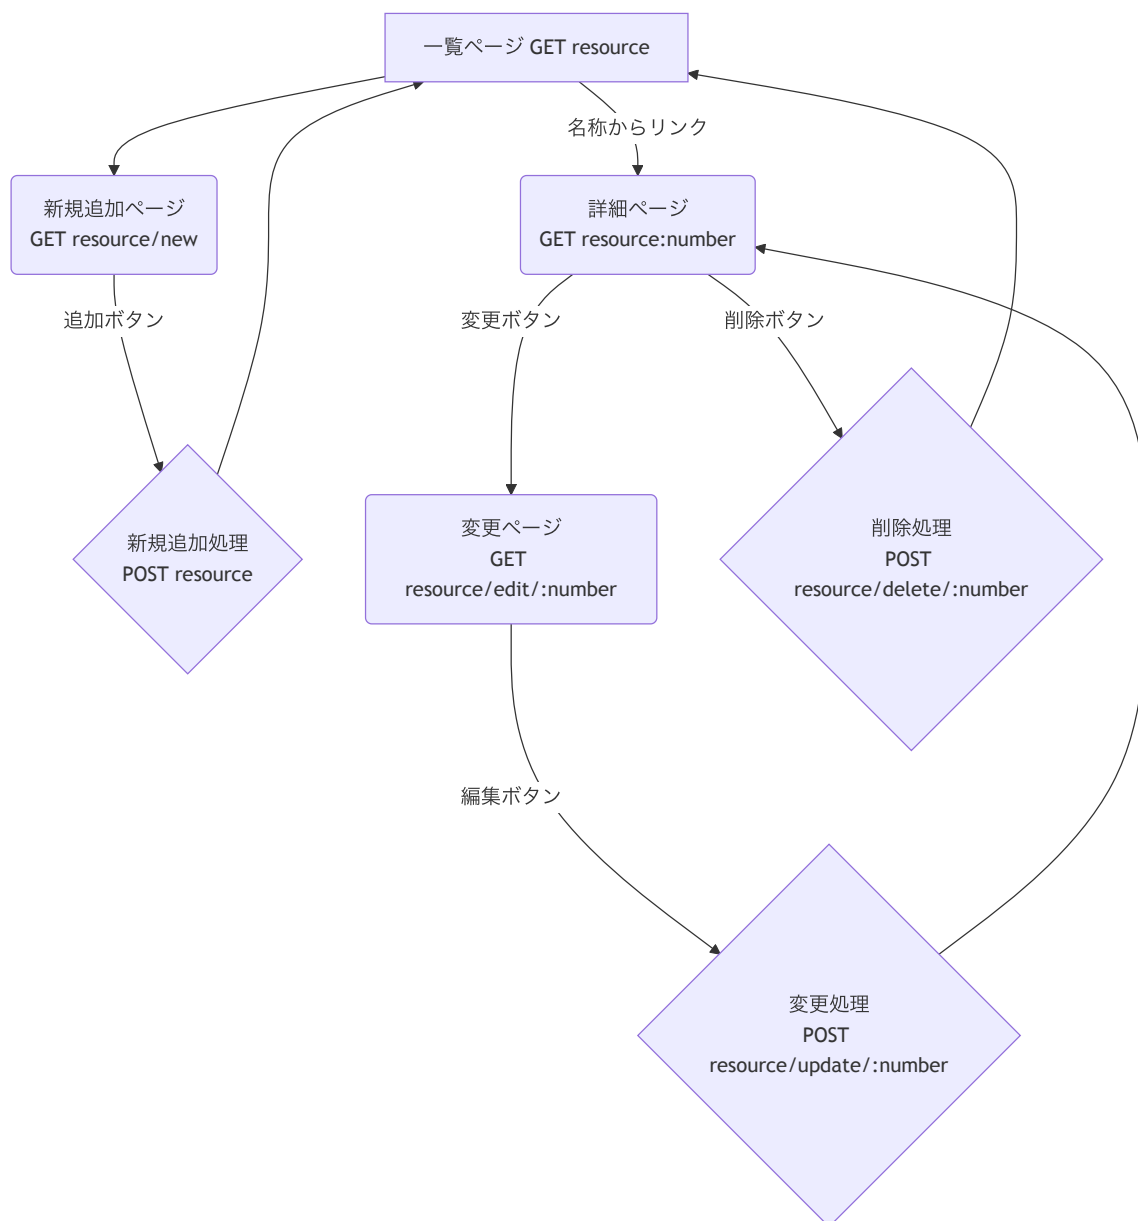 一覧ページ GET resource
名称からリンク
新規追加ページ
GET resource/new
詳細ページ
GET resource:number
追加ボタン
変更ボタン
削除ボタン
新規追加処理
POST resource
変更ページ
GET
resource/edit/:number
削除処理
POST
resource/delete/:number
編集ボタン
変更処理
POST
resource/update/:number